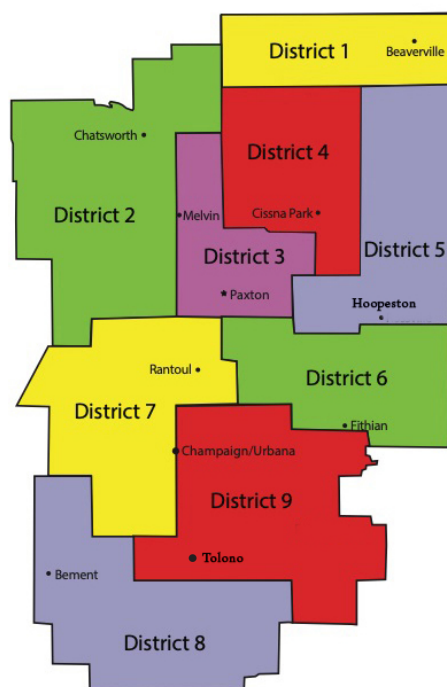 District 1
Beaverville
Chatsworth
District 4
District 2
Melvin
Cissna Park
District 3
District 5
Paxton
Hoopeston
Rantoul
District 6
District 7
Fithian
Champaign/Urbana
District 9
Tolono
Bement
District 8